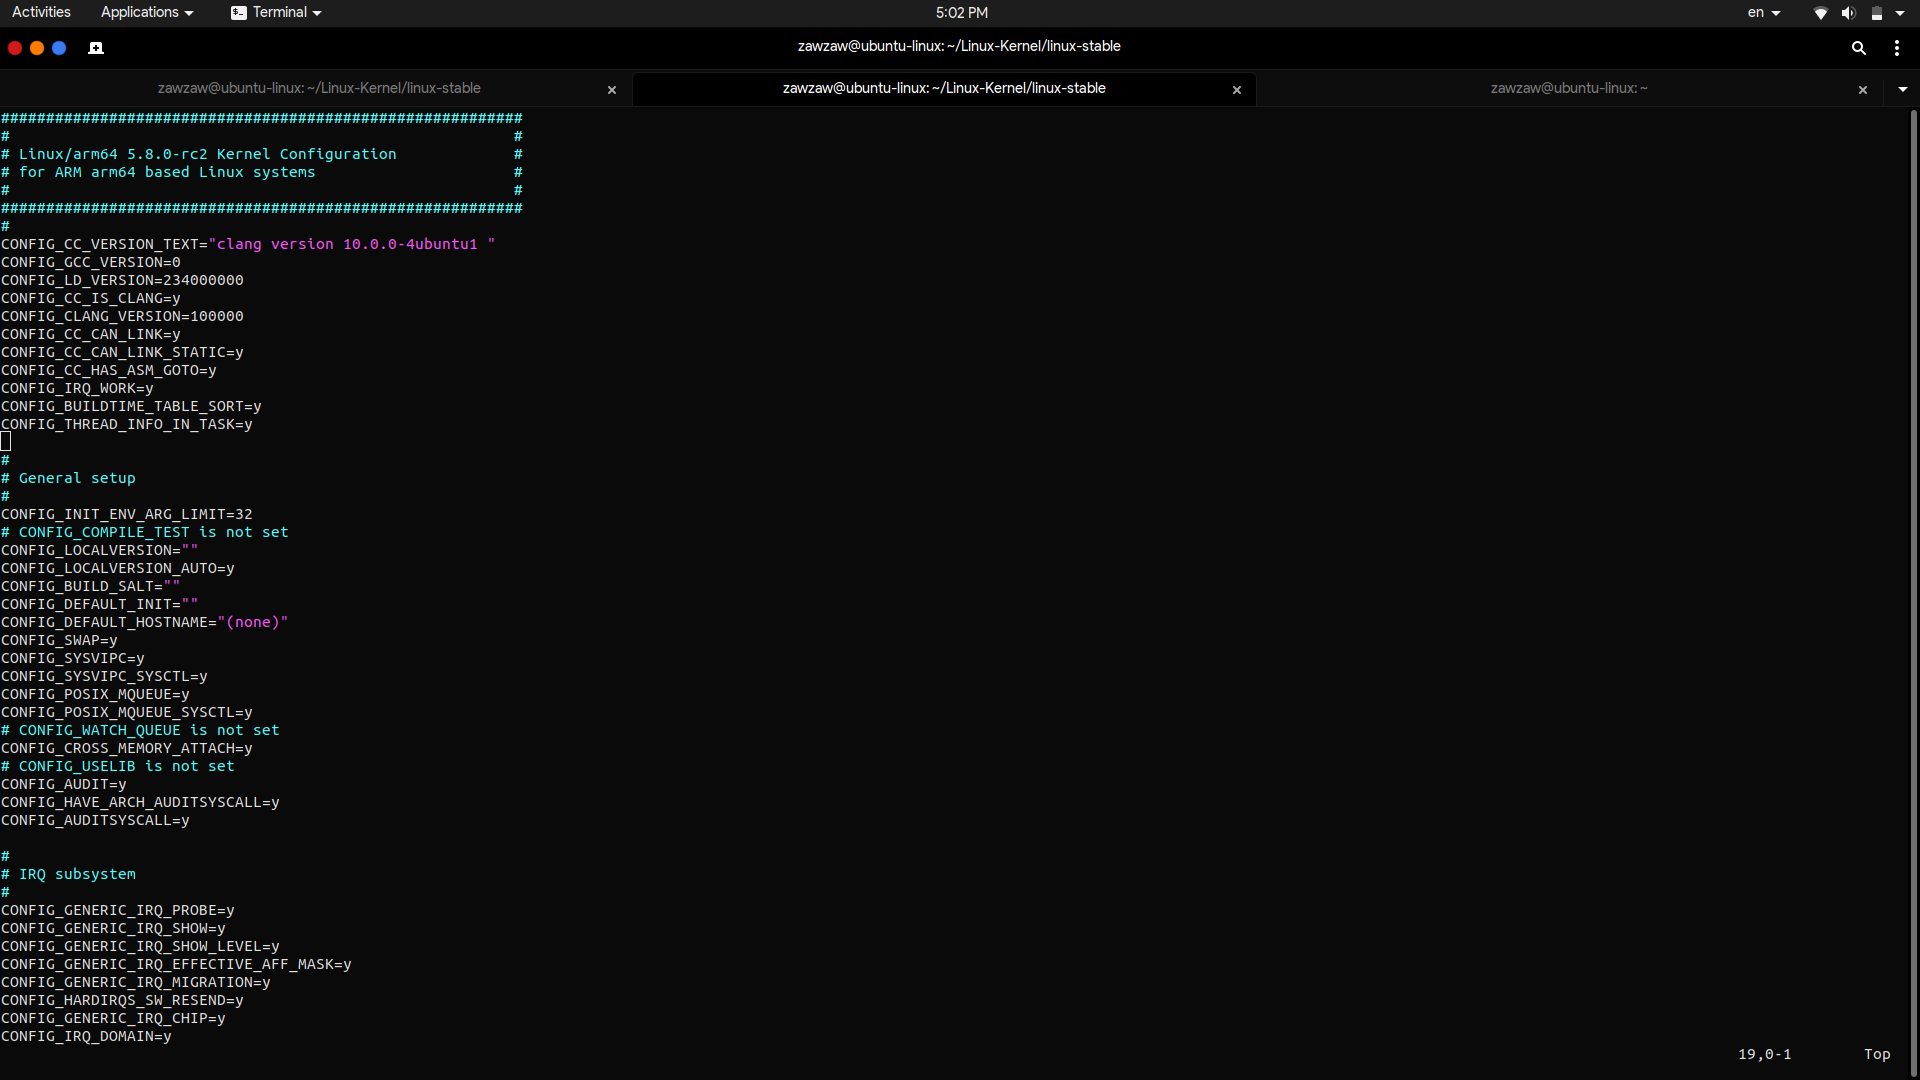 Activities Applications Terminal 5:02 PM en
zawzaw@ubuntu-linux: ~/Linux-Kernel/linux-stable
zawzaw@ubuntu-linux: ~/Linux-Kernel/linux-stable zawzaw@ubuntu-linux: ~/Linux-Kernel/linux-stable zawzaw@ubuntu-linux: ~
##########################################################
# #
# Linux/arm64 5.8.0-rc2 Kernel Configuration #
# for ARM arm64 based Linux systems #
# #
##########################################################
#
CONFIG_CC_VERSION_TEXT="clang version 10.0.0-4ubuntu1 "
CONFIG_GCC_VERSION=0
CONFIG_LD_VERSION=234000000
CONFIG_CC_IS_CLANG=y
CONFIG_CLANG_VERSION=100000
CONFIG_CC_CAN_LINK=y
CONFIG_CC_CAN_LINK_STATIC=y
CONFIG_CC_HAS_ASM_GOTO=y
CONFIG_IRQ_WORK=y
CONFIG_BUILDTIME_TABLE_SORT=y
CONFIG_THREAD_INFO_IN_TASK=y
#
# General setup
#
CONFIG_INIT_ENV_ARG_LIMIT=32
# CONFIG_COMPILE_TEST is not set
CONFIG_LOCALVERSION=""
CONFIG_LOCALVERSION_AUTO=y
CONFIG_BUILD_SALT=""
CONFIG_DEFAULT_INIT=""
CONFIG_DEFAULT_HOSTNAME="(none)"
CONFIG_SWAP=y
CONFIG_SYSVIPC=y
CONFIG_SYSVIPC_SYSCTL=y
CONFIG_POSIX_MQUEUE=y
CONFIG_POSIX_MQUEUE_SYSCTL=y
# CONFIG_WATCH_QUEUE is not set
CONFIG_CROSS_MEMORY_ATTACH=y
# CONFIG_USELIB is not set
CONFIG_AUDIT=y
CONFIG_HAVE_ARCH_AUDITSYSCALL=y
CONFIG_AUDITSYSCALL=y
#
# IRQ subsystem
#
CONFIG_GENERIC_IRQ_PROBE=y
CONFIG_GENERIC_IRQ_SHOW=y
CONFIG_GENERIC_IRQ_SHOW_LEVEL=y
CONFIG_GENERIC_IRQ_EFFECTIVE_AFF_MASK=y
CONFIG_GENERIC_IRQ_MIGRATION=y
CONFIG_HARDIRQS_SW_RESEND=y
CONFIG_GENERIC_IRQ_CHIP=y
CONFIG_IRQ_DOMAIN=y
19,0-1 Top